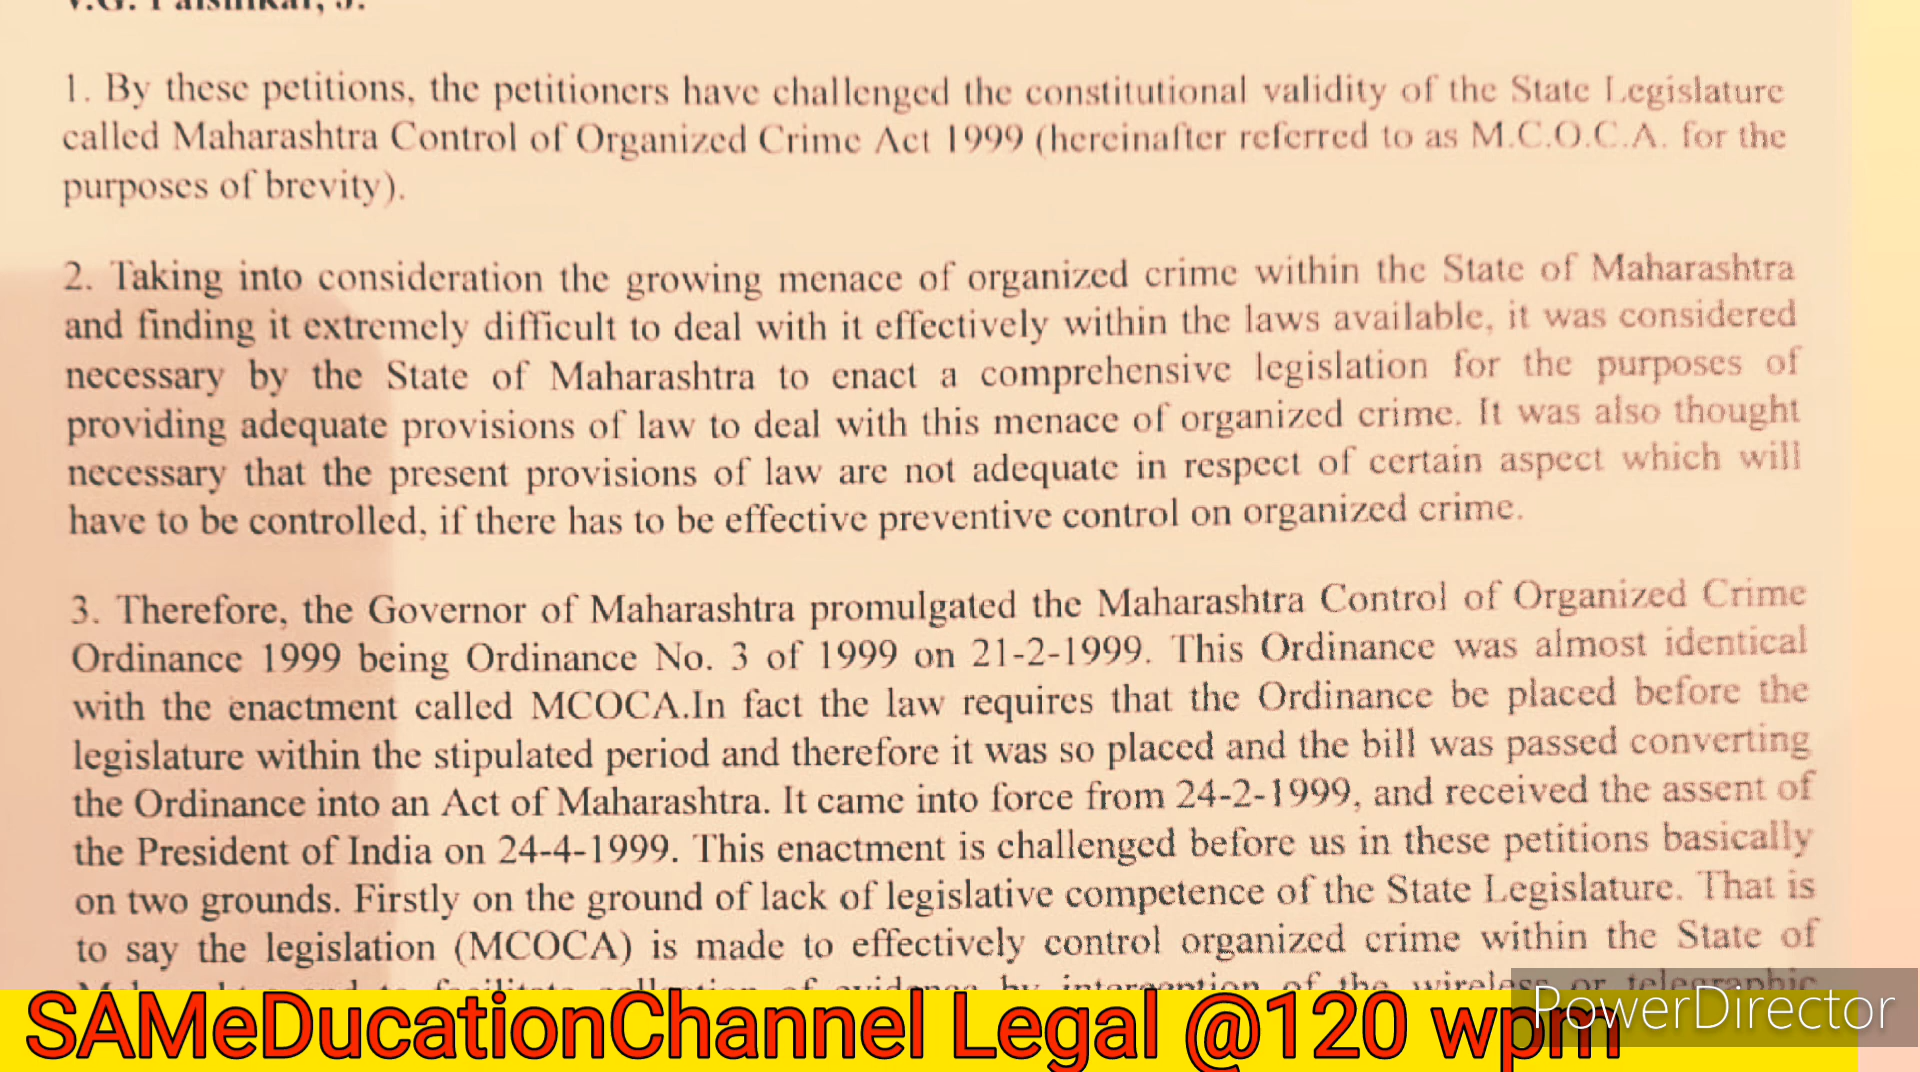 V.G. Palshikar, J.
1. By these petitions, the petitioners have challenged the constitutional validity of the State Legislature
called Maharashtra Control of Organized Crime Act 1999 (hereinafter referred to as M.C.O.C.A. for the
purposes of brevity).
2. Taking into consideration the growing menace of organized crime within the State of Maharashtra
and finding it extremely difficult to deal with it effectively within the laws available, it was considered
necessary by the State of Maharashtra to enact a comprehensive legislation for the purposes of
providing adequate provisions of law to deal with this menace of organized crime. It was also thought
necessary that the present provisions of law are not adequate in respect of certain aspect which will
have to be controlled, if there has to be effective preventive control on organized crime.
3. Therefore, the Governor of Maharashtra promulgated the Maharashtra Control of Organized Crime
Ordinance 1999 being Ordinance No. 3 of 1999 on 21-2-1999. This Ordinance was almost identical
with the enactment called MCOCA.In fact the law requires that the Ordinance be placed before the
legislature within the stipulated period and therefore it was so placed and the bill was passed converting
the Ordinance into an Act of Maharashtra. It came into force from 24-2-1999, and received the assent of
the President of India on 24-4-1999. This enactment is challenged before us in these petitions basically
on two grounds. Firstly on the ground of lack of legislative competence of the State Legislature. That is
to say the legislation (MCOCA) is made to effectively control organized crime within the State of
and to facilitate collection of evidence by interception of the wireless or telegraphic
SAMeDucationChannel Legal @120 wpm
PowerDirector